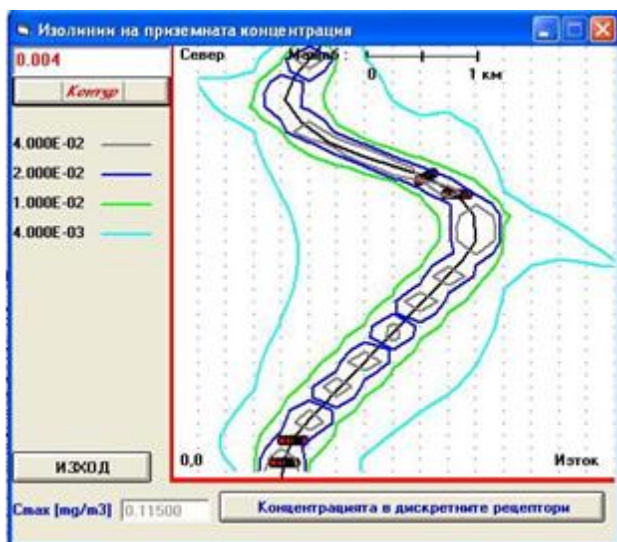 Изолинии на приземната концентрация
0.004
Север
Мащаб :
0 1 км
Контур
4.000E-02
2.000E-02
1.000E-02
4.000E-03
ИЗХОД
0,0
Изток
Cmax [mg/m3] 0.11500
Концентрацията в дискретните рецептори